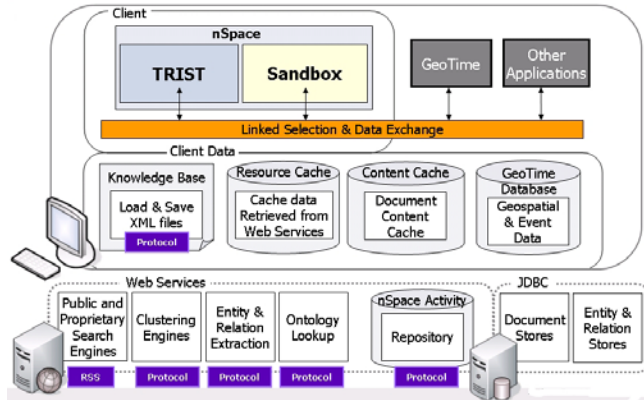 Client
nSpace
TRIST
Sandbox
GeoTime
Other
Applications
Linked Selection & Data Exchange
Client Data
Knowledge Base
Load & Save
XML files
Protocol
Resource Cache
Cache data
Retrieved from
Web Services
Content Cache
Document
Content
Cache
GeoTime
Database
Geospatial
& Event
Data
Web Services
Public and
Proprietary
Search
Engines
RSS
Clustering
Engines
Protocol
Entity &
Relation
Extraction
Protocol
Ontology
Lookup
Protocol
nSpace Activity
Repository
Protocol
JDBC
Document
Stores
Entity &
Relation
Stores